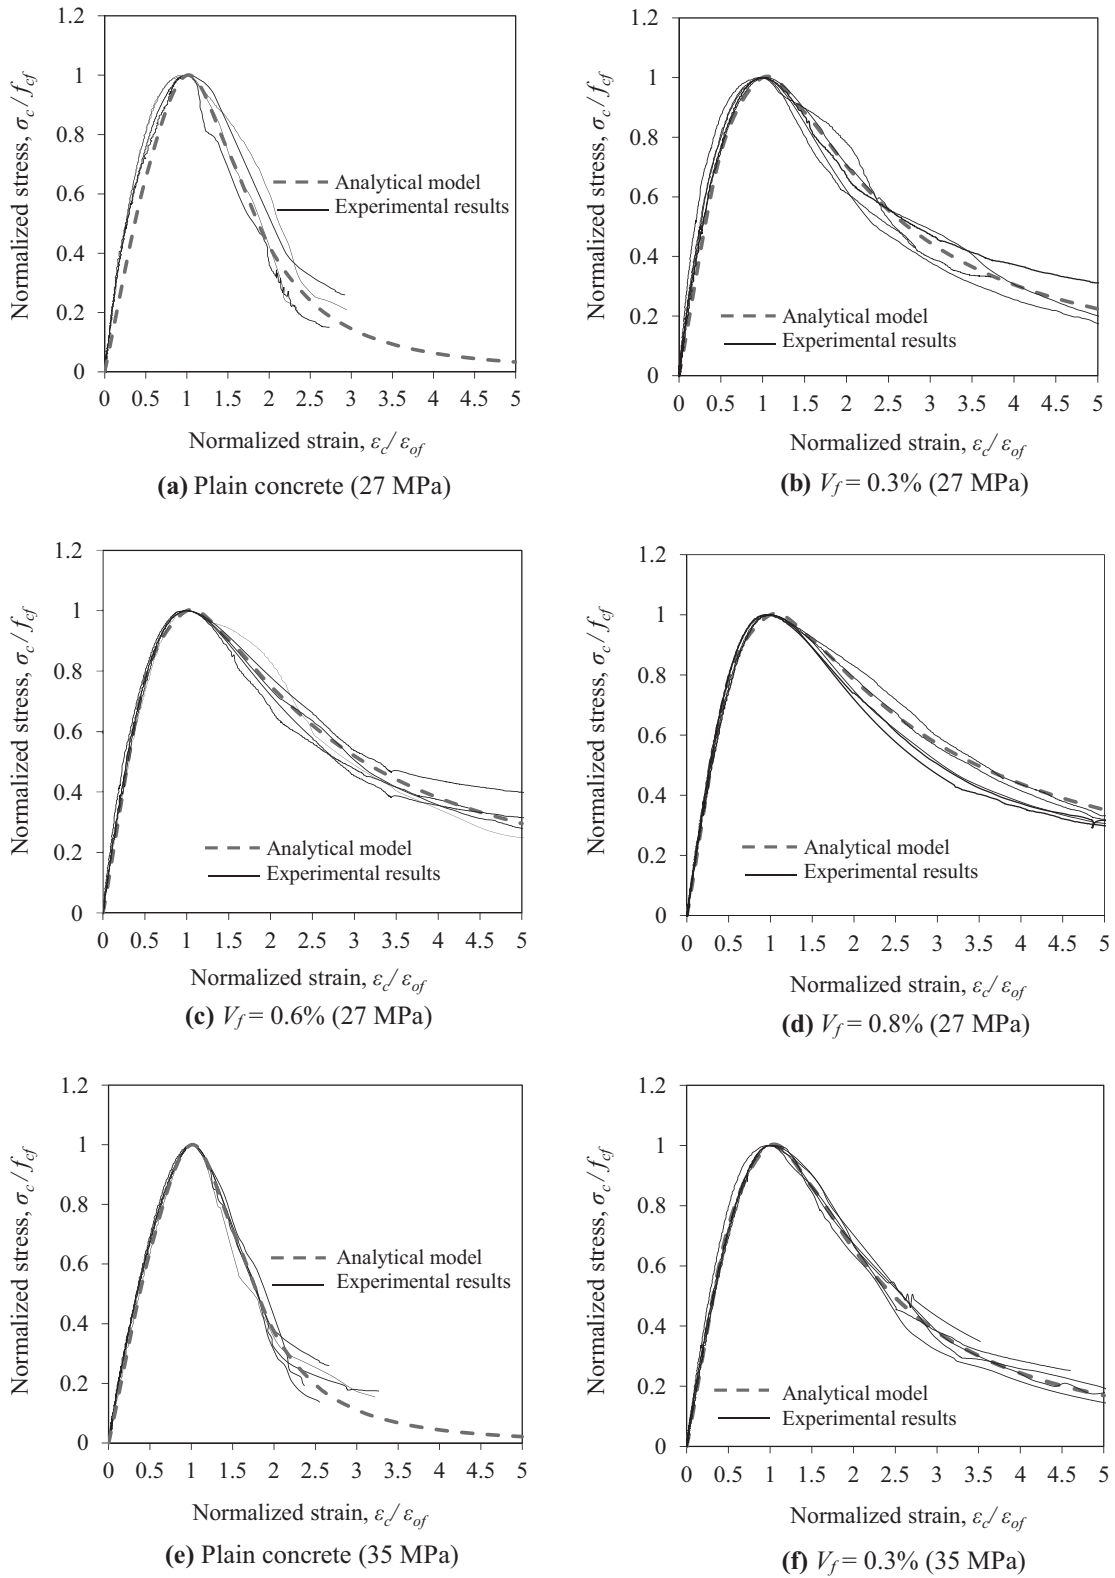 1.2
1
0.8
0.6
0.4
0.2
0
Normalized stress, σc/fcf
Analytical model
Experimental results
0 0.5 1 1.5 2 2.5 3 3.5 4 4.5 5
Normalized strain, εc/εof
(a) Plain concrete (27 MPa)
1.2
1
0.8
0.6
0.4
0.2
0
Normalized stress, σc/fcf
Analytical model
Experimental results
0 0.5 1 1.5 2 2.5 3 3.5 4 4.5 5
Normalized strain, εc/εof
(b) Vf = 0.3% (27 MPa)
1.2
1
0.8
0.6
0.4
0.2
0
Normalized stress, σc/fcf
Analytical model
Experimental results
0 0.5 1 1.5 2 2.5 3 3.5 4 4.5 5
Normalized strain, εc/εof
(c) Vf = 0.6% (27 MPa)
1.2
1
0.8
0.6
0.4
0.2
0
Normalized stress, σc/fcf
Analytical model
Experimental results
0 0.5 1 1.5 2 2.5 3 3.5 4 4.5 5
Normalized strain, εc/εof
(d) Vf = 0.8% (27 MPa)
1.2
1
0.8
0.6
0.4
0.2
0
Normalized stress, σc/fcf
Analytical model
Experimental results
0 0.5 1 1.5 2 2.5 3 3.5 4 4.5 5
Normalized strain, εc/εof
(e) Plain concrete (35 MPa)
1.2
1
0.8
0.6
0.4
0.2
0
Normalized stress, σc/fcf
Analytical model
Experimental results
0 0.5 1 1.5 2 2.5 3 3.5 4 4.5 5
Normalized strain, εc/εof
(f) Vf = 0.3% (35 MPa)